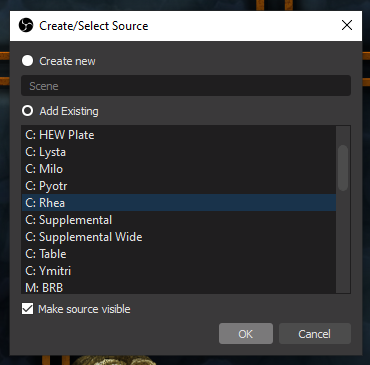 Create/Select Source
Create new
Scene
Add Existing
C: HEW Plate
C: Lysta
C: Milo
C: Pyotr
C: Rhea
C: Supplemental
C: Supplemental Wide
C: Table
C: Ymitri
M: BRB
Make source visible
OK
Cancel